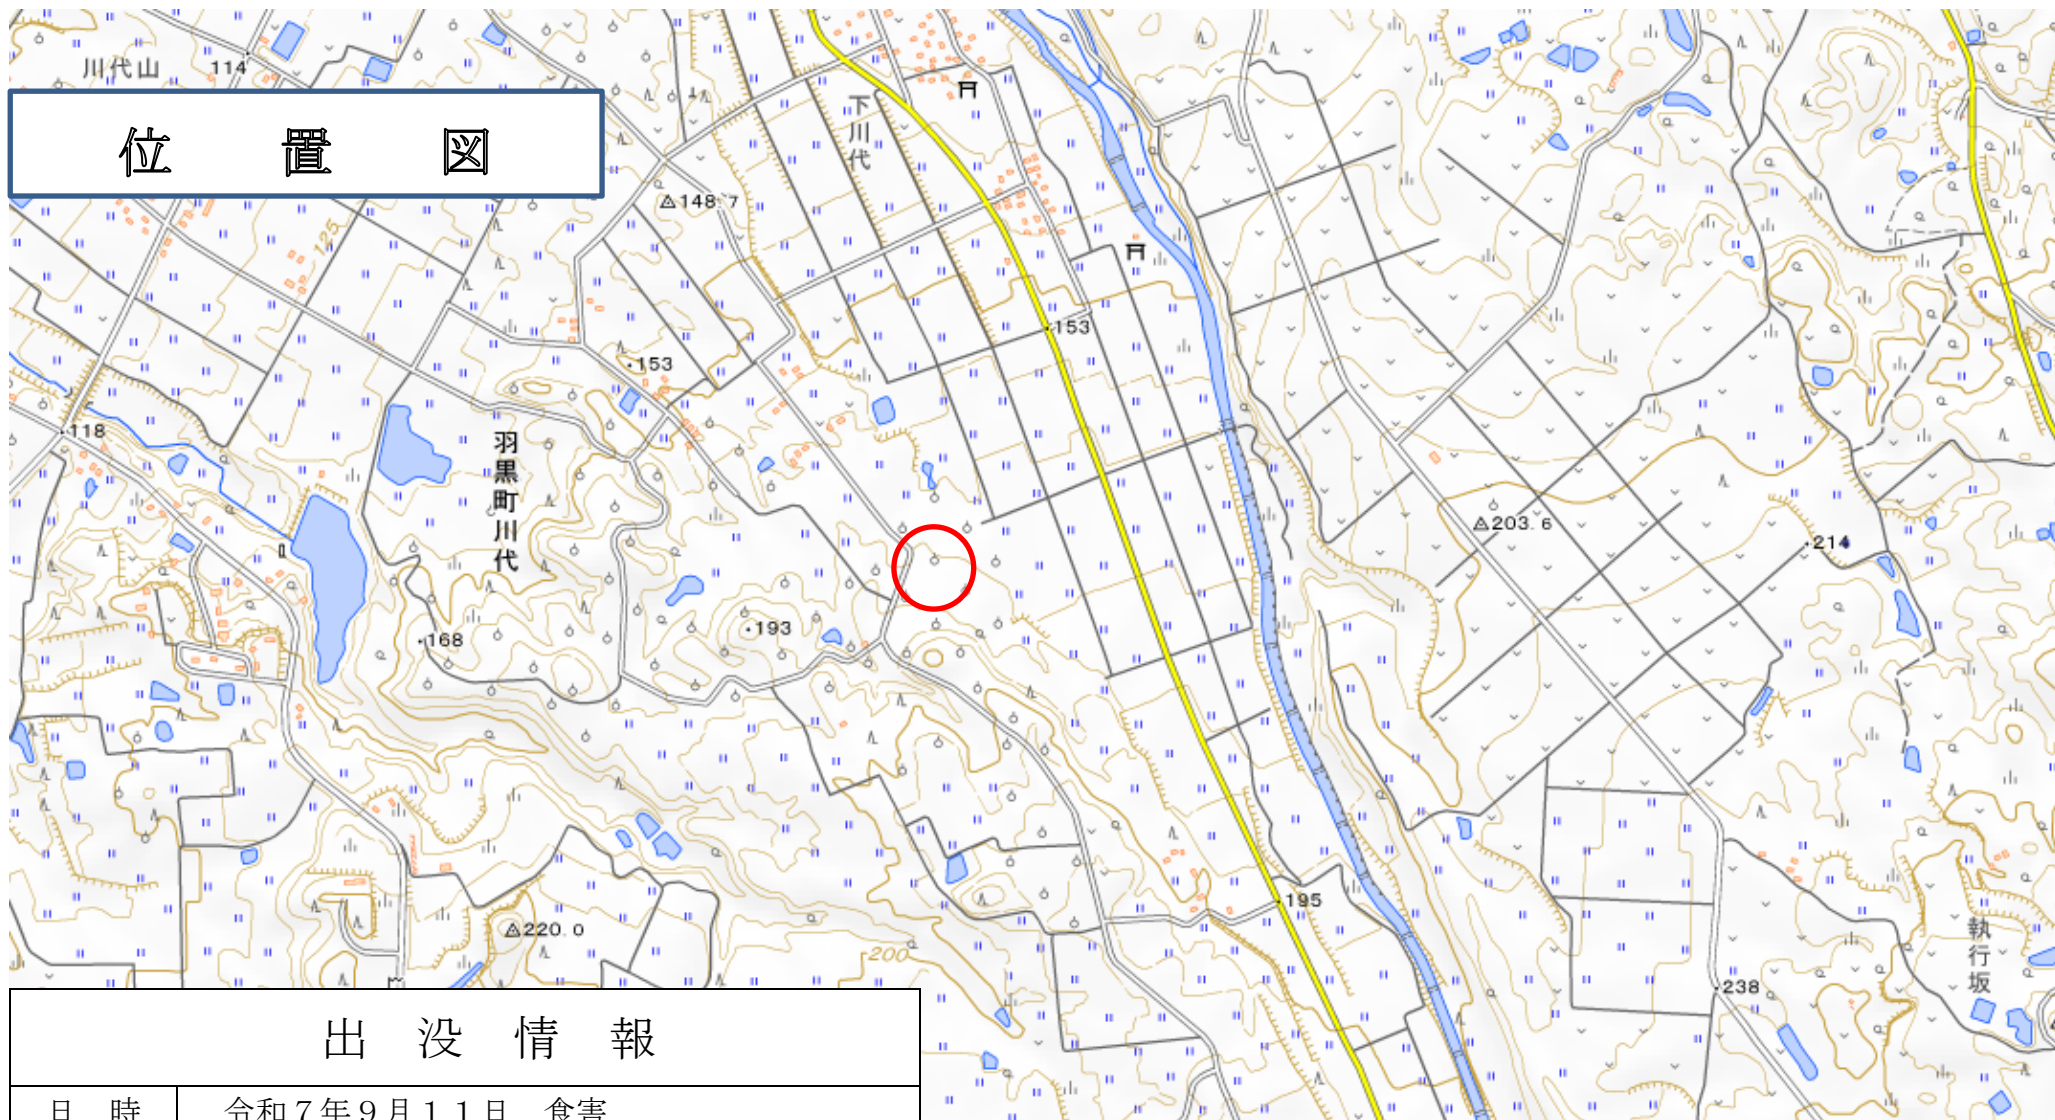 川代山
114
位置図
下川代
148.7
125
153
153
118
羽黒町川代
203.6
214
193
168
195
220.0
200
執行坂
238
出没情報
日時 令和7年9月11日 食害